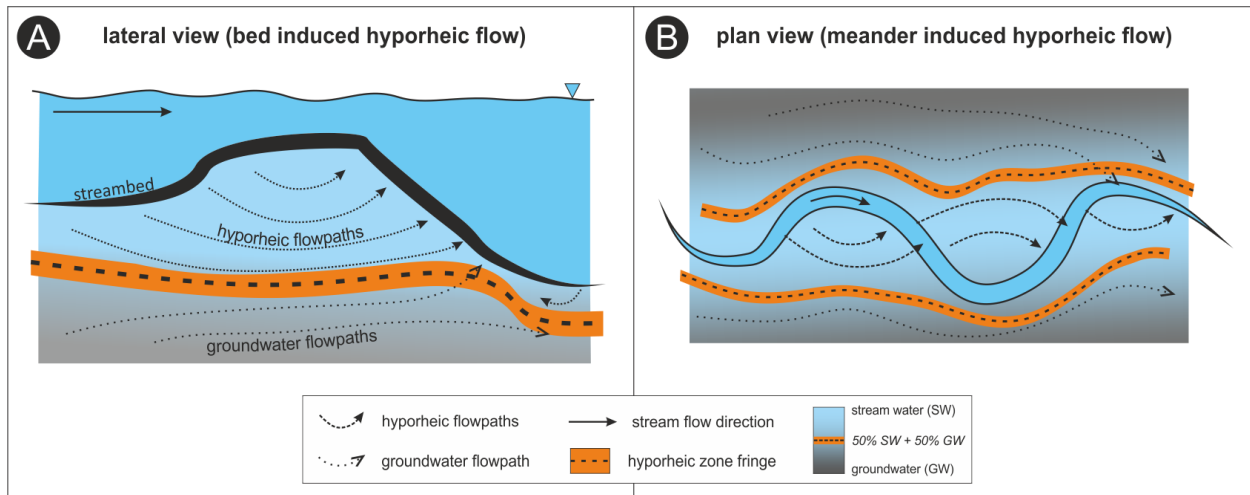 A
lateral view (bed induced hyporheic flow)
streambed
hyporheic flowpaths
groundwater flowpaths
B
plan view (meander induced hyporheic flow)
hyporheic flowpaths
stream flow direction
groundwater flowpath
hyporheic zone fringe
stream water (SW)
50% SW + 50% GW
groundwater (GW)